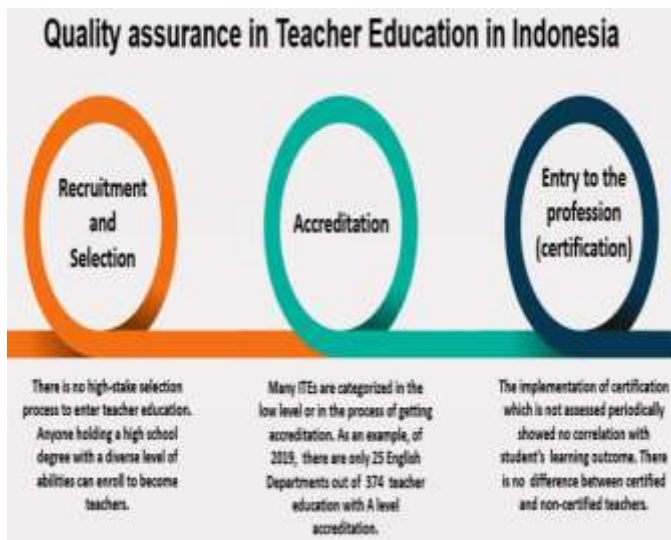 Quality assurance in Teacher Education in Indonesia
Recruitment
and
Selection
Accreditation
Entry to the
profession
(certification)
There is no high-stake selection
process to enter teacher education.
Anyone holding a high school
degree with a diverse level of
abilities can enroll to become
teachers.
Many ITEs are categorized in the
low level or in the process of getting
accreditation. As an example, of
2019, there are only 25 English
Departments out of 374 teacher
education with A level
accreditation.
The implementation of certification
which is not assessed periodically
showed no correlation with
student's learning outcome. There
is no difference between certified
and non-certified teachers.